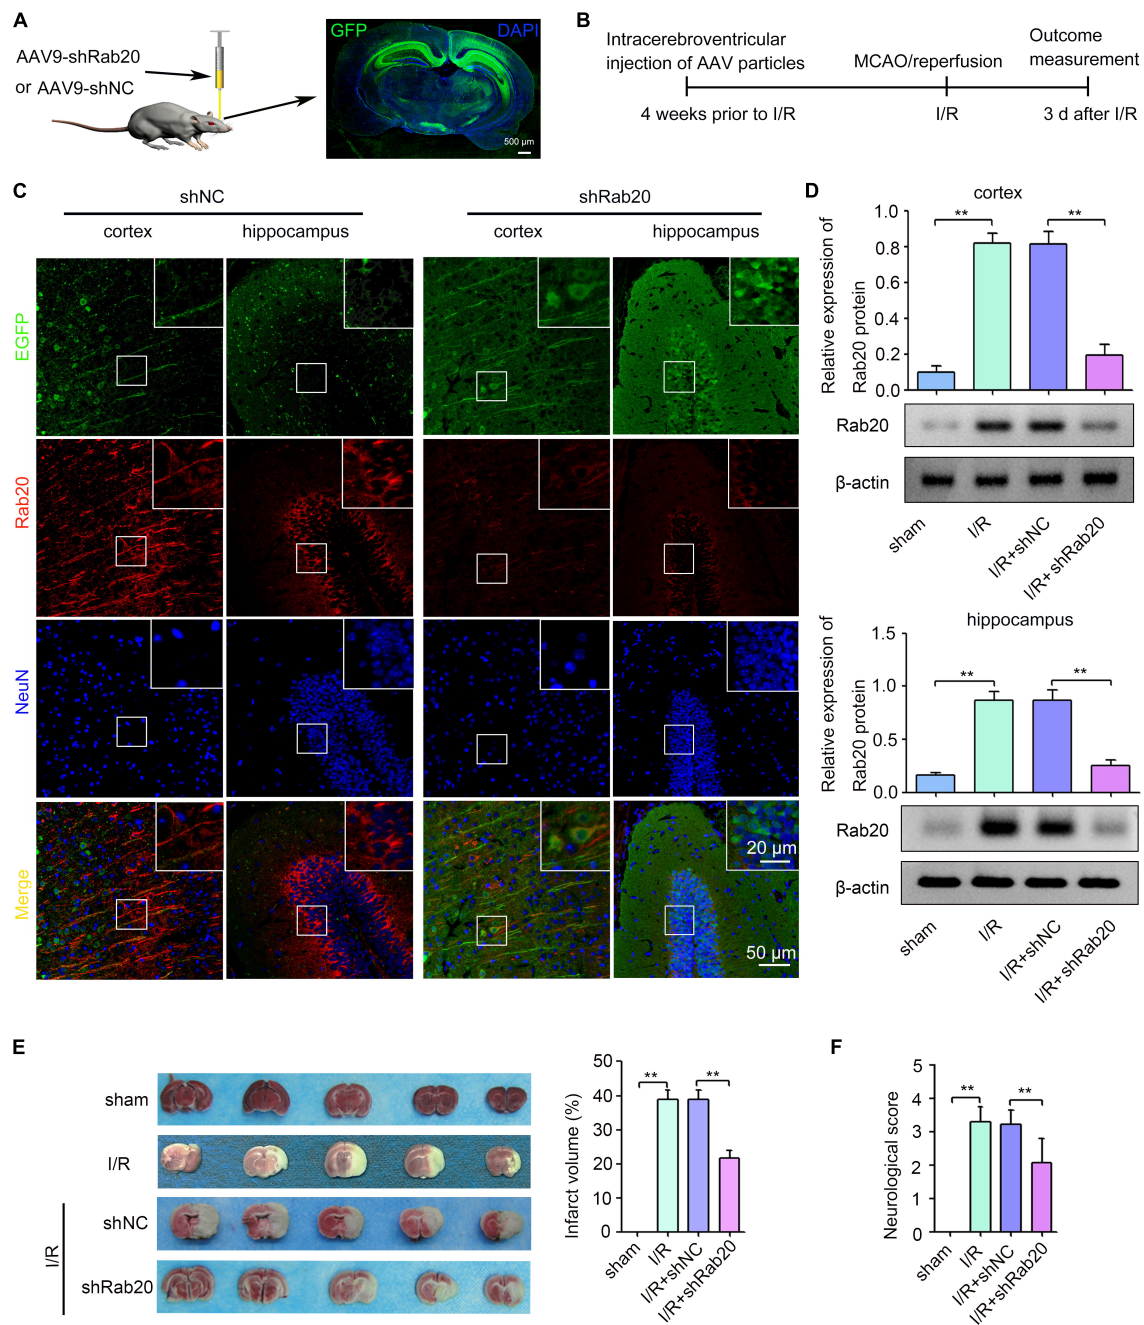 A
AAV9-shRab20
or AAV9-shNC
GFP
DAPI
500 µm
B
Intracerebroventricular
injection of AAV particles
MCAO/reperfusion
Outcome
measurement
4 weeks prior to I/R
I/R
3 d after I/R
C
shNC
shRab20
cortex
hippocampus
cortex
hippocampus
EGFP
Rab20
NeuN
Merge
20 µm
50 µm
D
cortex
Relative expression of
Rab20 protein
1.0
0.8
0.6
0.4
0.2
0.0
**
**
Rab20
β-actin
sham
I/R
I/R+shNC
I/R+shRab20
hippocampus
Relative expression of
Rab20 protein
1.5
1.0
0.5
0.0
**
**
Rab20
β-actin
sham
I/R
I/R+shNC
I/R+shRab20
E
sham
I/R
I/R
shNC
shRab20
Infarct volume (%)
50
40
30
20
10
0
**
**
sham
I/R
I/R+shNC
I/R+shRab20
F
Neurological score
5
4
3
2
1
0
**
**
sham
I/R
I/R+shNC
I/R+shRab20